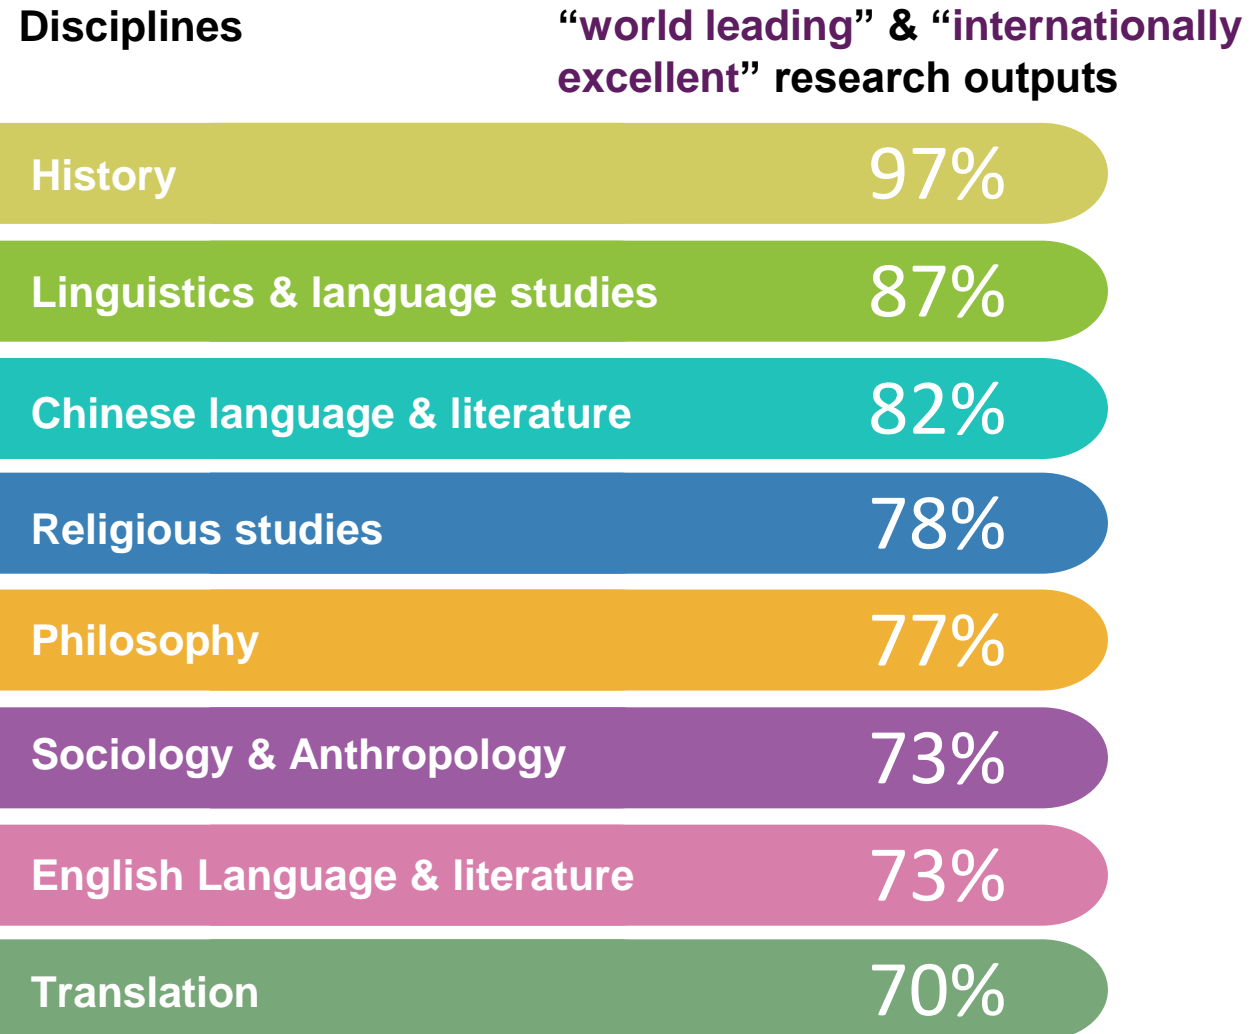 Disciplines
“world leading” & “internationally
excellent” research outputs
History 97%
Linguistics & language studies 87%
Chinese language & literature 82%
Religious studies 78%
Philosophy 77%
Sociology & Anthropology 73%
English Language & literature 73%
Translation 70%